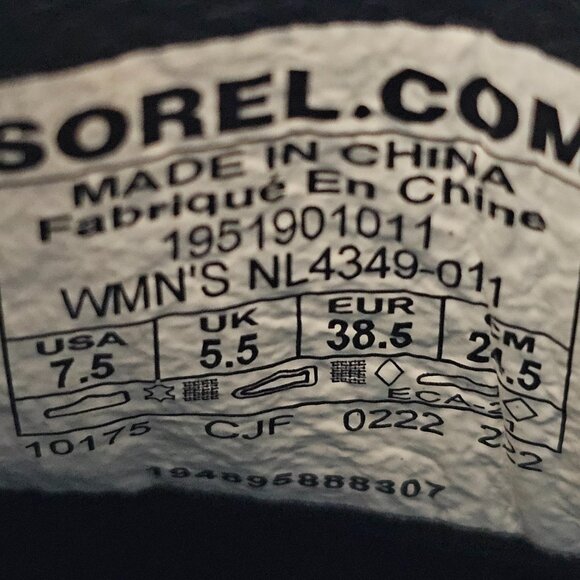 SOREL.COM
MADE IN CHINA
Fabriqué En Chine
1951901011
WMN'S NL4349-011
USA UK EUR CM
7.5 5.5 38.5
10175 CJF 0222
194895888307